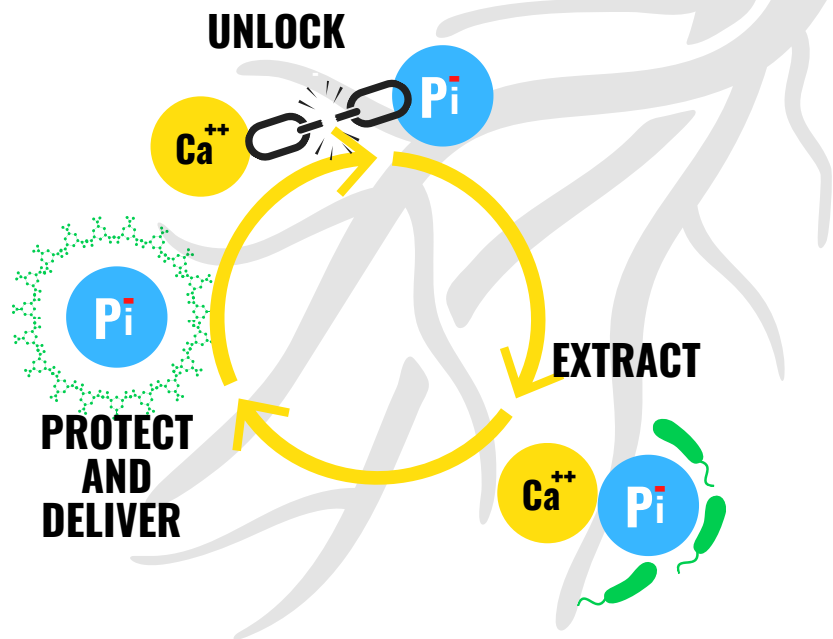 UNLOCK
Pi
Ca++
Pi
EXTRACT
PROTECT
AND
DELIVER
Ca++
Pi